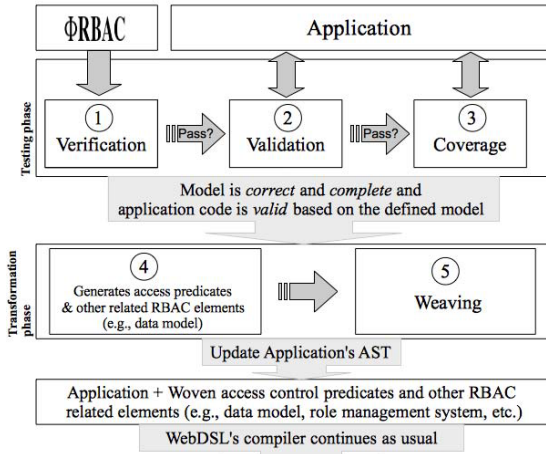 ΦRBAC
Application
Testing phase
1
Verification
Pass?
2
Validation
Pass?
3
Coverage
Model is correct and complete and
application code is valid based on the defined model
Transformation
phase
4
Generates access predicates
& other related RBAC elements
(e.g., data model)
5
Weaving
Update Application's AST
Application + Woven access control predicates and other RBAC
related elements (e.g., data model, role management system, etc.)
WebDSL's compiler continues as usual